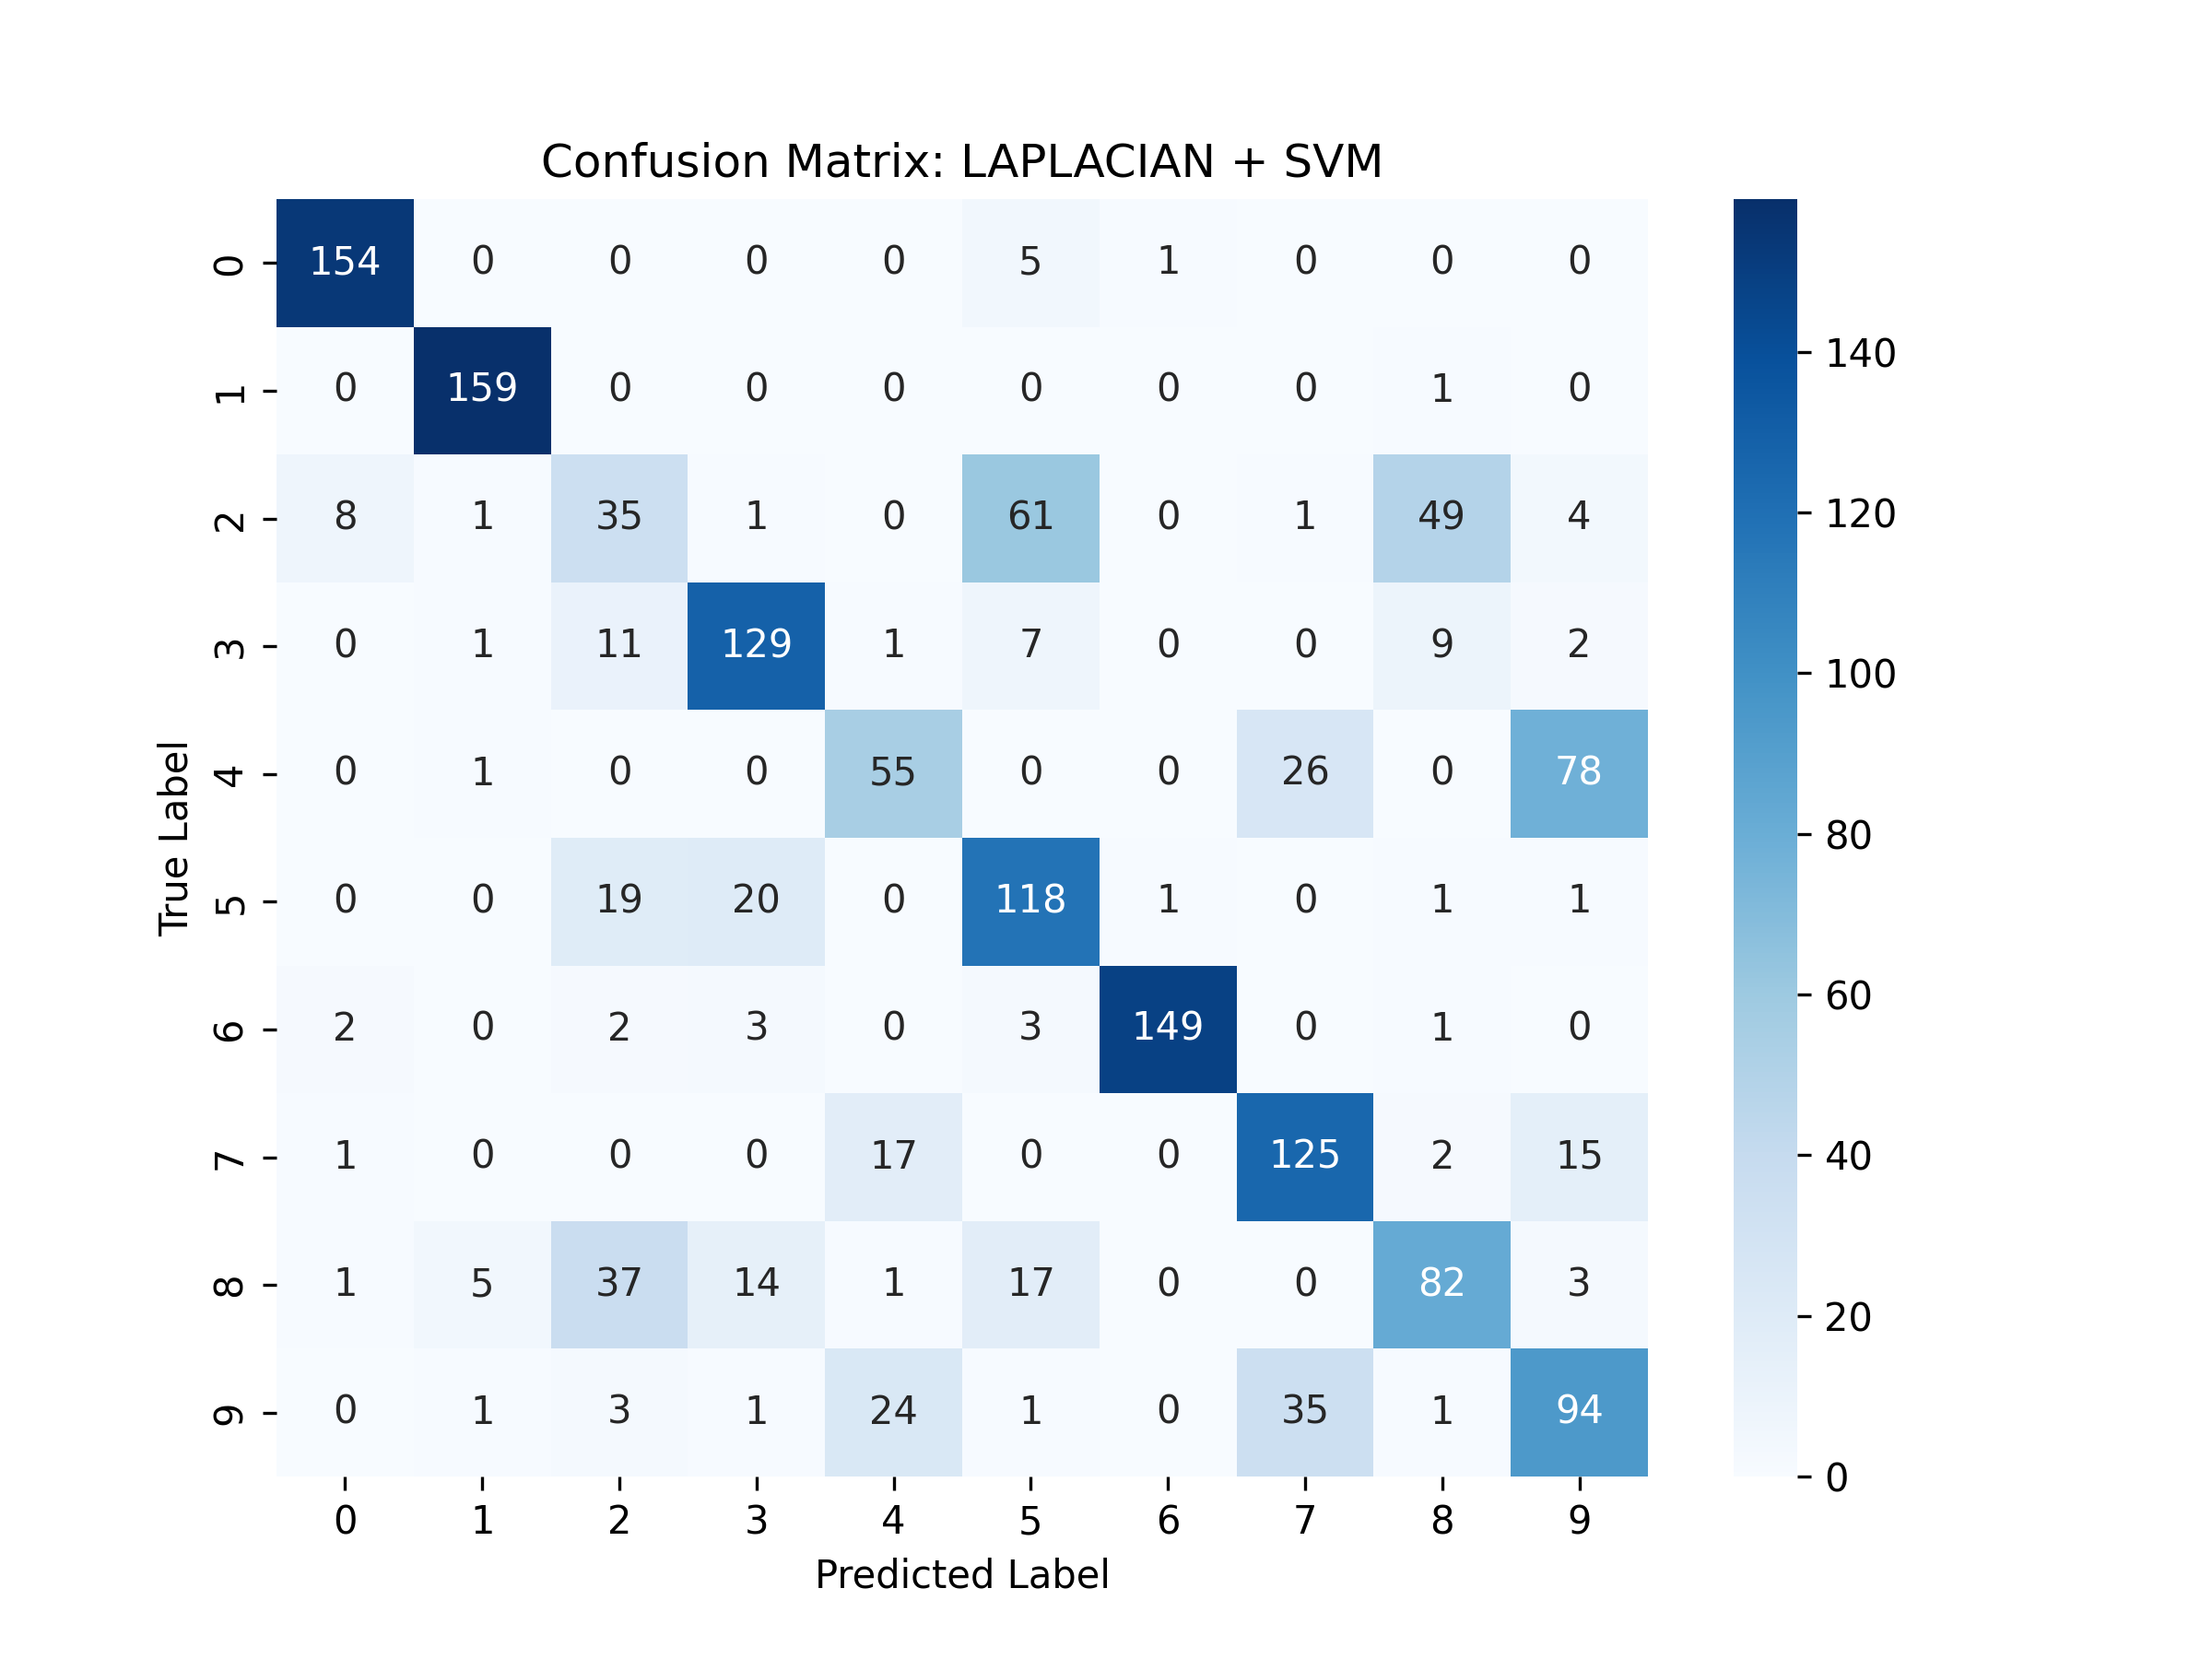 Confusion Matrix: LAPLACIAN + SVM
True Label
0 154 0 0 0 0 5 1 0 0 0
1 0 159 0 0 0 0 0 0 1 0
2 8 1 35 1 0 61 0 1 49 4
3 0 1 11 129 1 7 0 0 9 2
4 0 1 0 0 55 0 0 26 0 78
5 0 0 19 20 0 118 1 0 1 1
6 2 0 2 3 0 3 149 0 1 0
7 1 0 0 0 17 0 0 125 2 15
8 1 5 37 14 1 17 0 0 82 3
9 0 1 3 1 24 1 0 35 1 94
0 1 2 3 4 5 6 7 8 9
Predicted Label
140
120
100
80
60
40
20
0